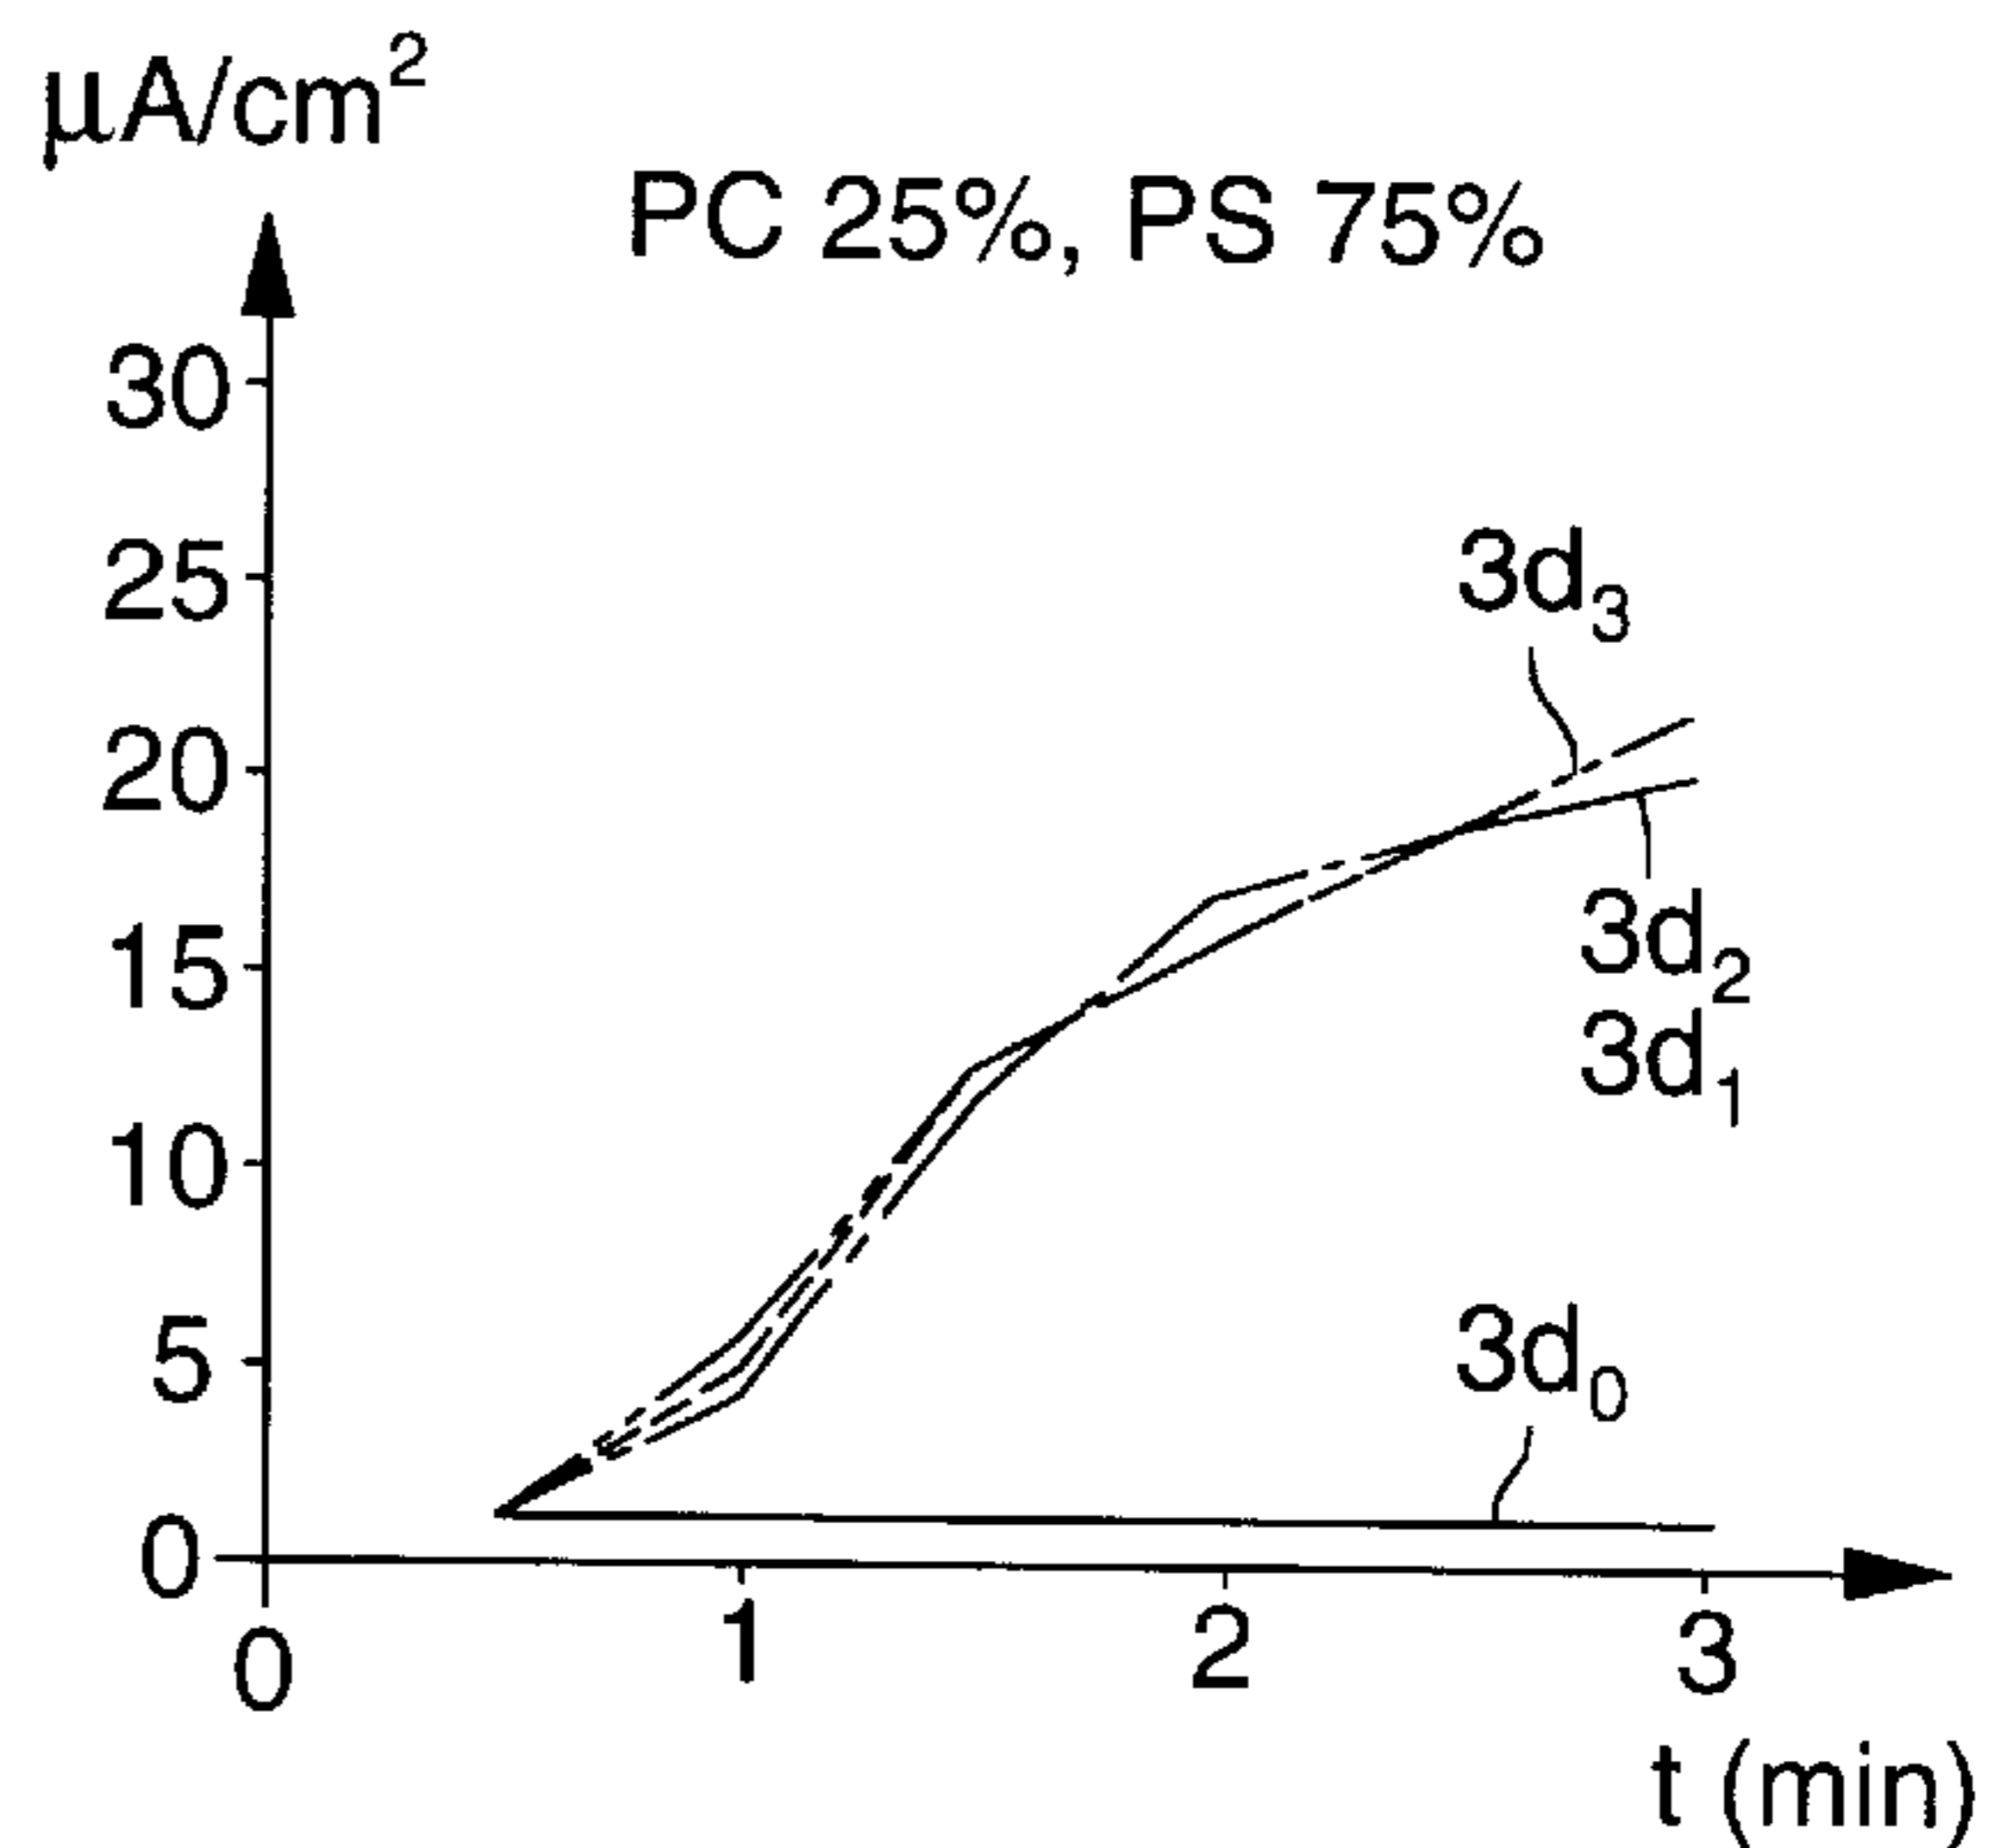 μA/cm²
PC 25%, PS 75%
30
25
20
15
10
5
0
3d₃
3d₂
3d₁
3d₀
0 1 2 3
t (min)